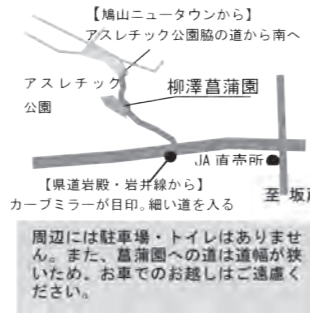 【鳩山ニュータウンから】
アスレチック公園脇の道から南へ
アスレチック
公園
柳澤菖蒲園
JA直売所
【県道岩殿・岩井線から】
カーブミラーが目印。細い道を入る
至 坂戸
周辺には駐車場・トイレはありませ
ん。また、菖蒲園への道は道幅が狭
いため、お車でのお越しはご遠慮く
ださい。